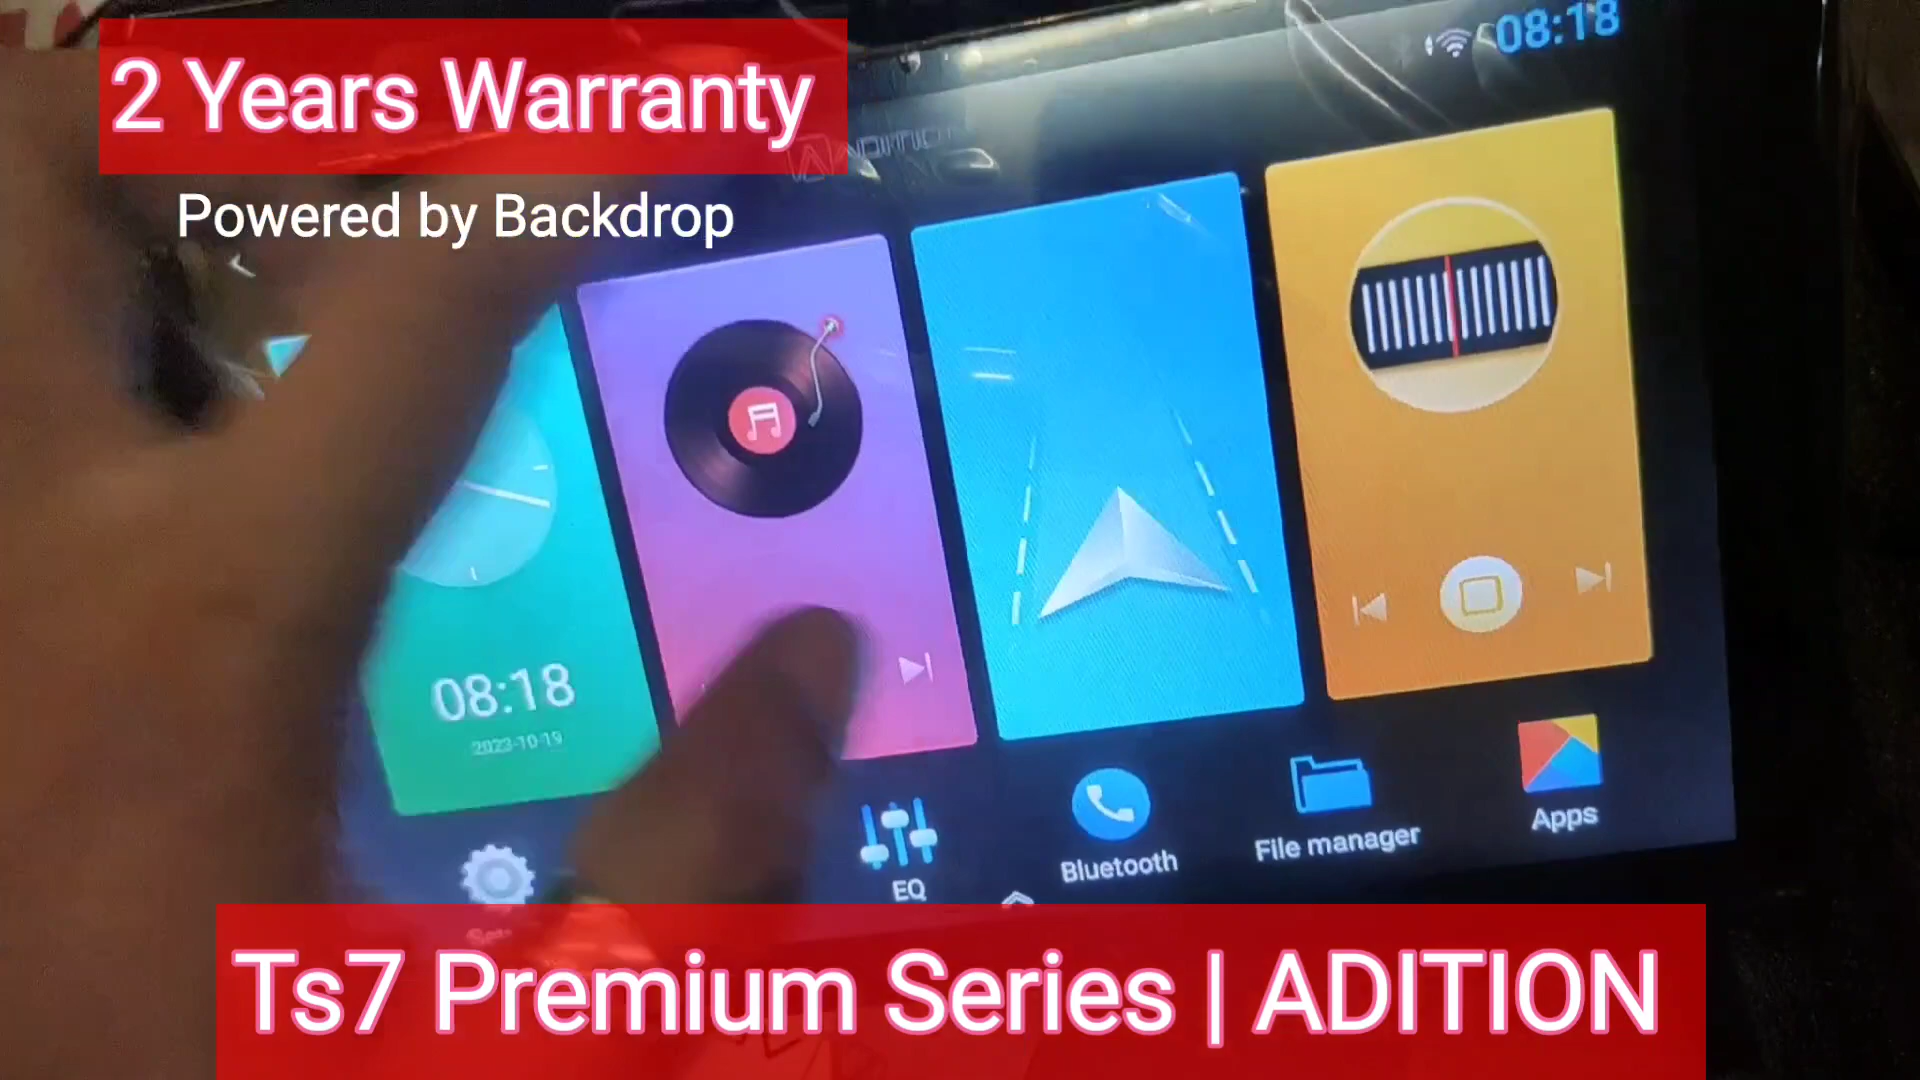 2 Years Warranty
Powered by Backdrop
08:18
08:18
2023-10-19
EQ
Bluetooth
File manager
Apps
Ts7 Premium Series | ADITION